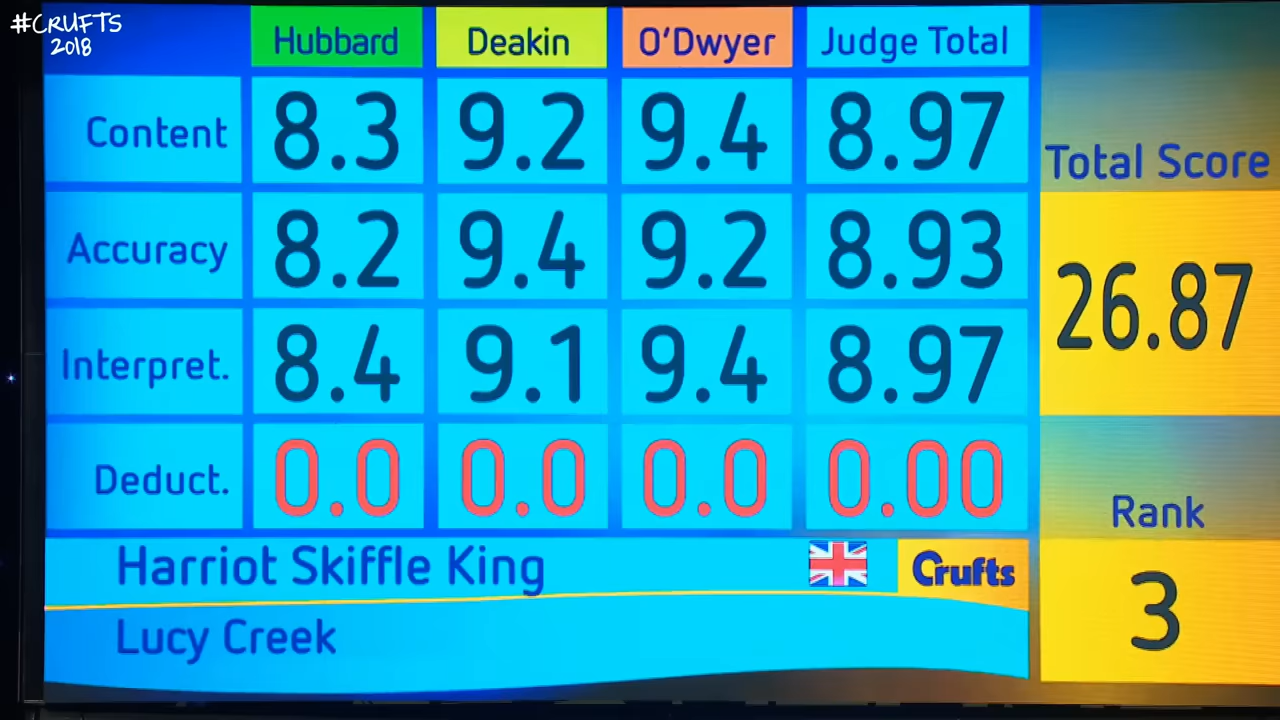 #CRUFTS
2018
Hubbard Deakin O'Dwyer Judge Total
Content 8.3 9.2 9.4 8.97
Total Score
Accuracy 8.2 9.4 9.2 8.93
26.87
Interpret. 8.4 9.1 9.4 8.97
Deduct. 0.0 0.0 0.0 0.00
Rank
Harriot Skiffle King Crufts
3
Lucy Creek